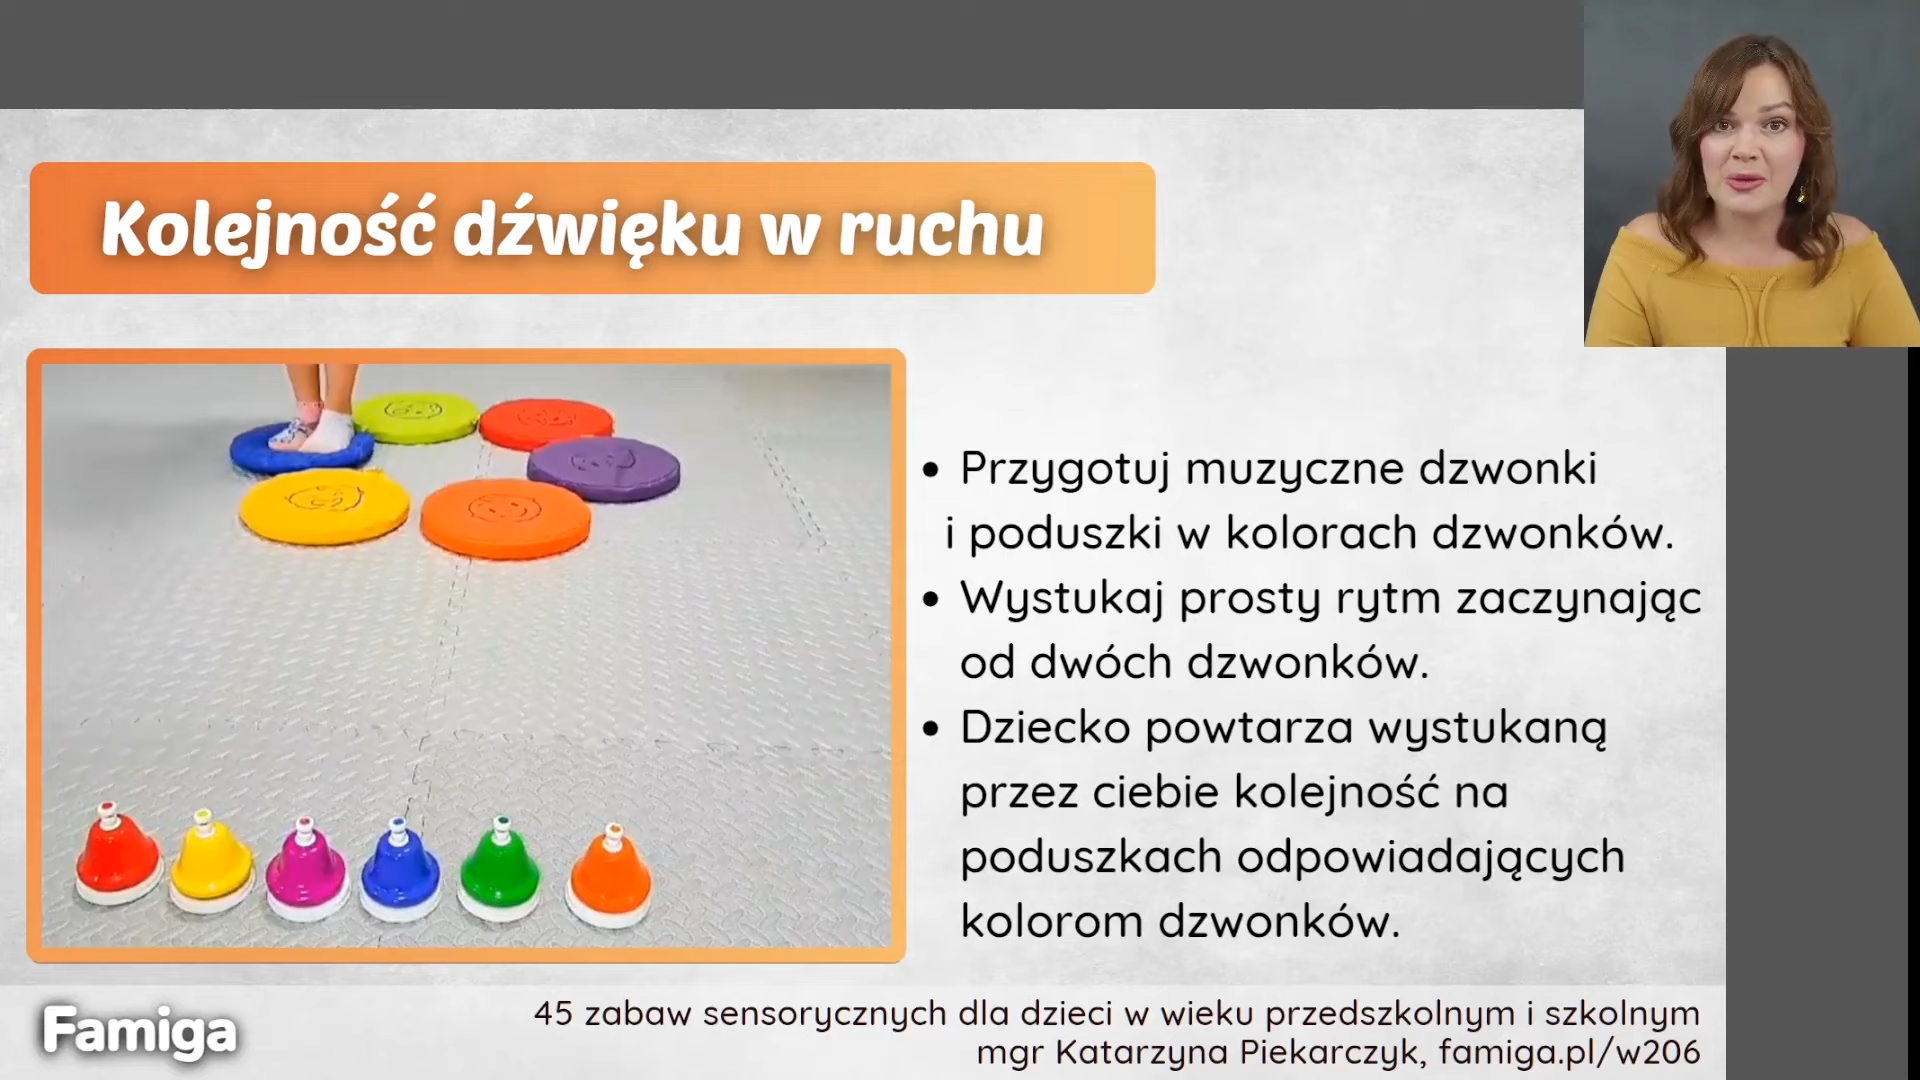 Kolejność dźwięku w ruchu
• Przygotuj muzyczne dzwonki
i poduszki w kolorach dzwonków.
• Wystukaj prosty rytm zaczynając
od dwóch dzwonków.
• Dziecko powtarza wystukaną
przez ciebie kolejność na
poduszkach odpowiadających
kolorom dzwonków.
Famiga
45 zabaw sensorycznych dla dzieci w wieku przedszkolnym i szkolnym
mgr Katarzyna Piekarczyk, famiga.pl/w206